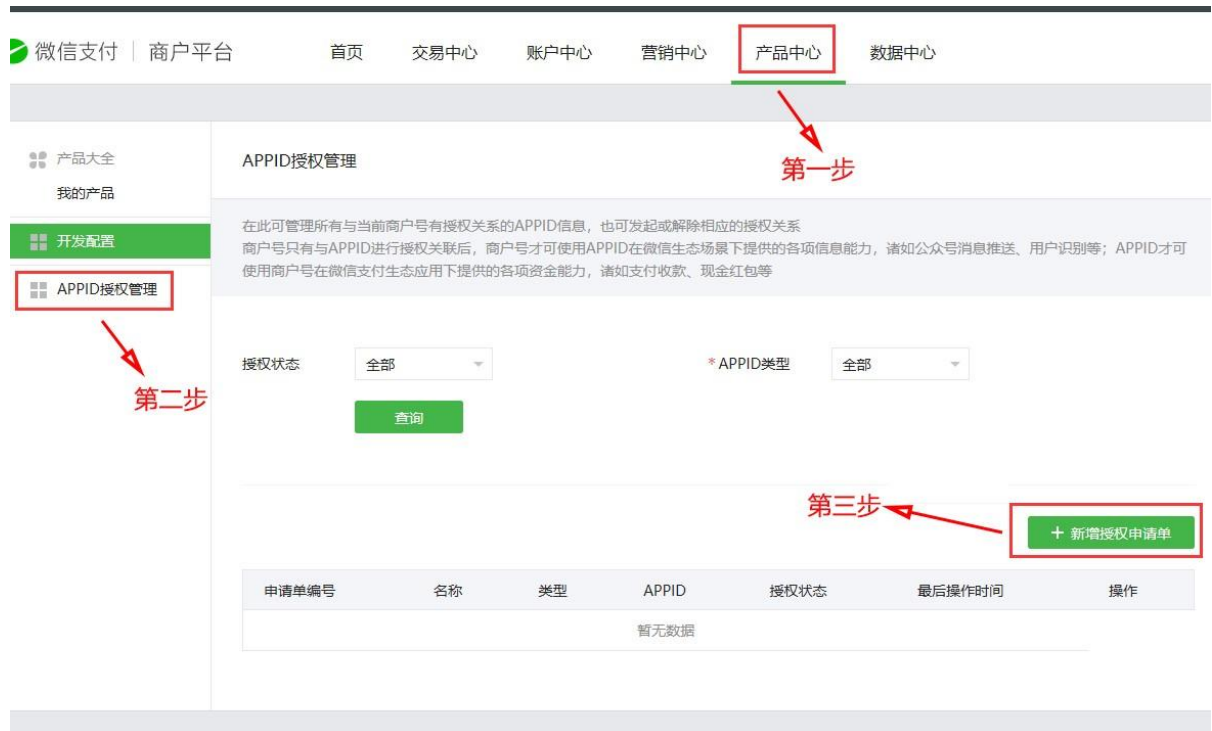 微信支付 商户平台 首页 交易中心 账户中心 营销中心 产品中心 数据中心
产品大全
我的产品
开发配置
APPID授权管理
第二步
APPID授权管理
第一步
在此可管理所有与当前商户号有授权关系的APPID信息，也可发起或解除相应的授权关系
商户号只有与APPID进行授权关联后，商户号才可使用APPID在微信生态场景下提供的各项信息能力，诸如公众号消息推送、用户识别等；APPID才可
使用商户号在微信支付生态应用下提供的各项资金能力，诸如支付收款、现金红包等
授权状态 全部 *APPID类型 全部
查询
第三步
+ 新增授权申请单
申请单编号 名称 类型 APPID 授权状态 最后操作时间 操作
暂无数据